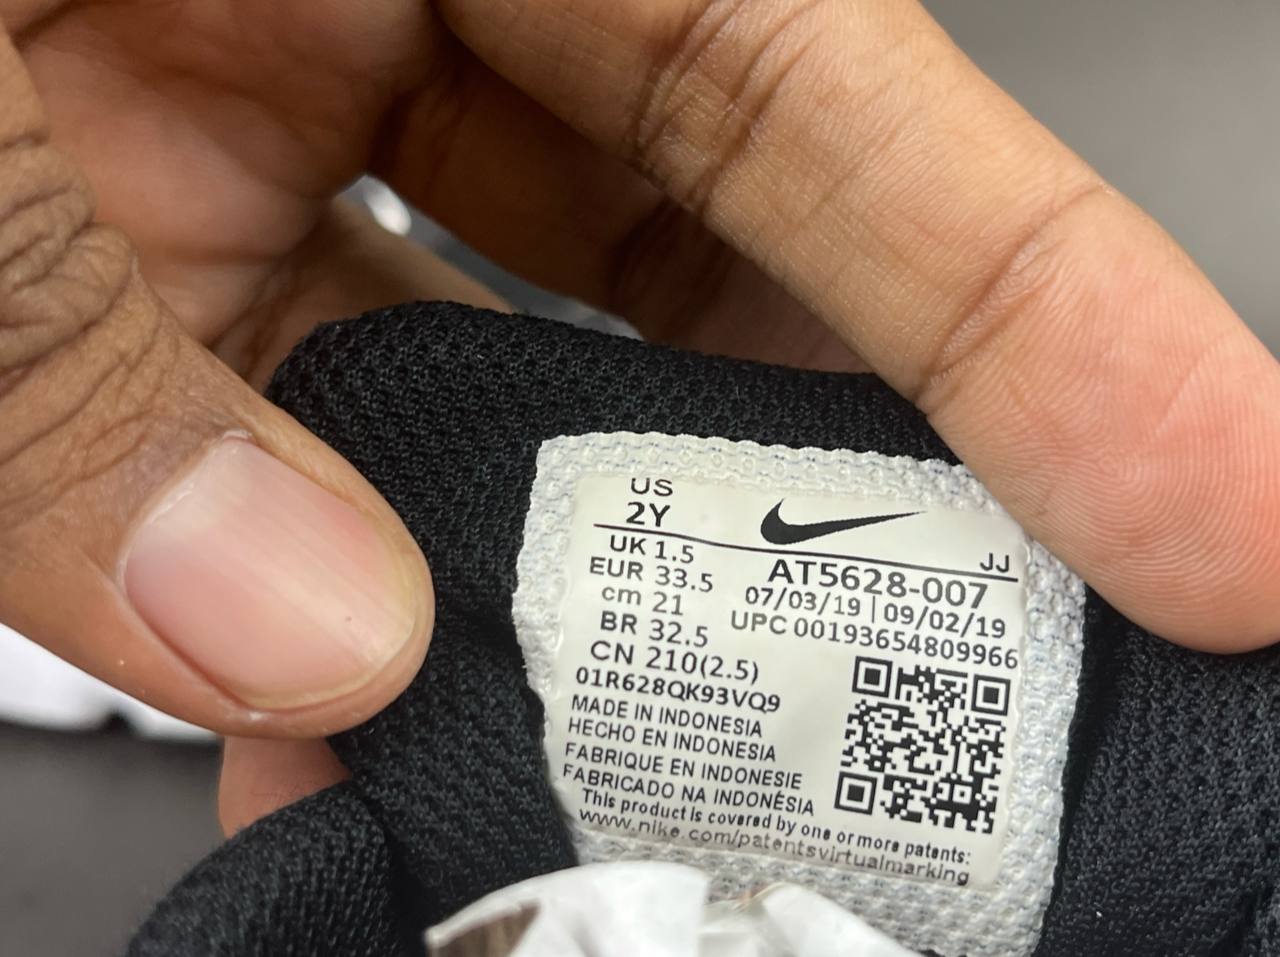 US
2Y
JJ
UK 1.5
AT5628-007
EUR 33.5
07/03/19 | 09/02/19
cm 21
UPC 00193654809966
BR 32.5
CN 210(2.5)
01R628QK93VQ9
MADE IN INDONESIA
HECHO EN INDONESIA
FABRIQUE EN INDONESIE
FABRICADO NA INDONÉSIA
This product is covered by one or more patents:
www.nike.com/patentsvirtualmarking